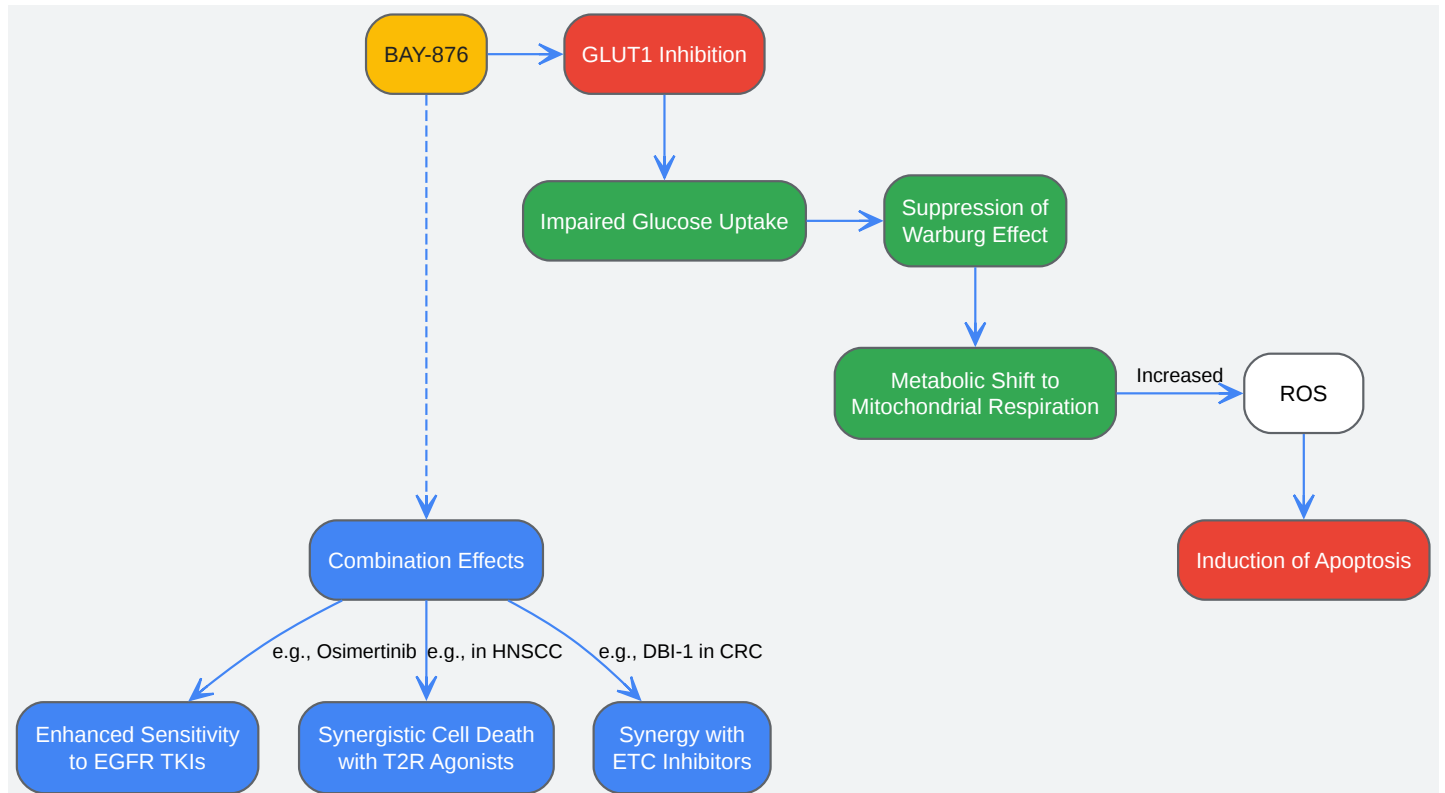 BAY-876
GLUT1 Inhibition
Impaired Glucose Uptake
Suppression of
Warburg Effect
Metabolic Shift to
Mitochondrial Respiration
Increased
ROS
Induction of Apoptosis
Combination Effects
e.g., Osimertinib
e.g., in HNSCC
e.g., DBI-1 in CRC
Enhanced Sensitivity
to EGFR TKIs
Synergistic Cell Death
with T2R Agonists
Synergy with
ETC Inhibitors